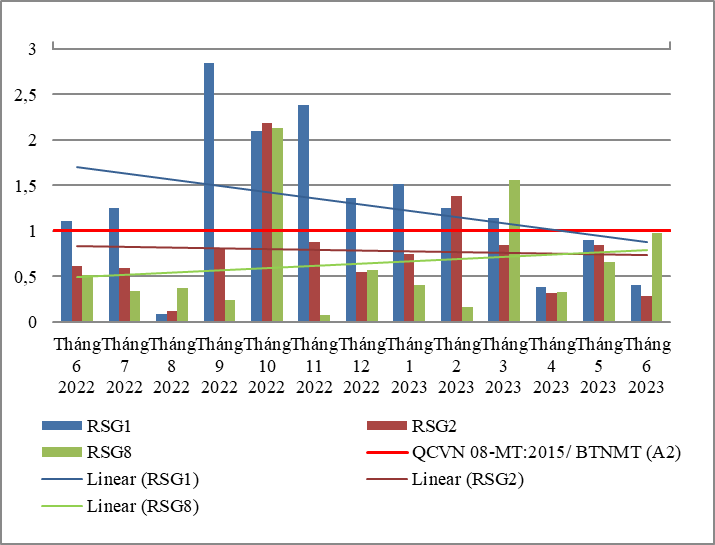 3
2,5
2
1,5
1
0,5
0
Tháng Tháng Tháng Tháng Tháng Tháng Tháng Tháng Tháng Tháng Tháng Tháng Tháng
6 7 8 9 10 11 12 1 2 3 4 5 6
2022 2022 2022 2022 2022 2022 2022 2023 2023 2023 2023 2023 2023
RSG1 RSG2
RSG8 QCVN 08-MT:2015/ BTNMT (A2)
Linear (RSG1) Linear (RSG2)
Linear (RSG8)